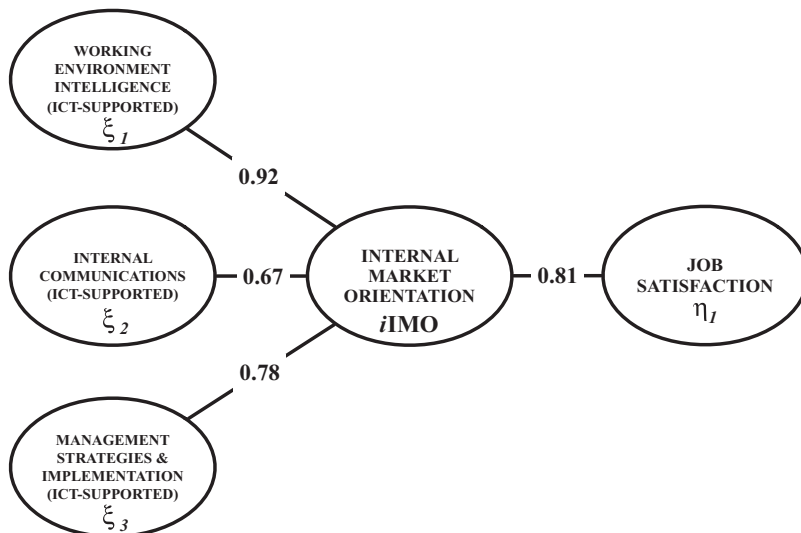 WORKING
ENVIRONMENT
INTELLIGENCE
(ICT-SUPPORTED)
ξ1
0.92
INTERNAL
COMMUNICATIONS
(ICT-SUPPORTED)
ξ2
0.67
INTERNAL
MARKET
ORIENTATION
iIMO
0.81
JOB
SATISFACTION
η1
0.78
MANAGEMENT
STRATEGIES &
IMPLEMENTATION
(ICT-SUPPORTED)
ξ3